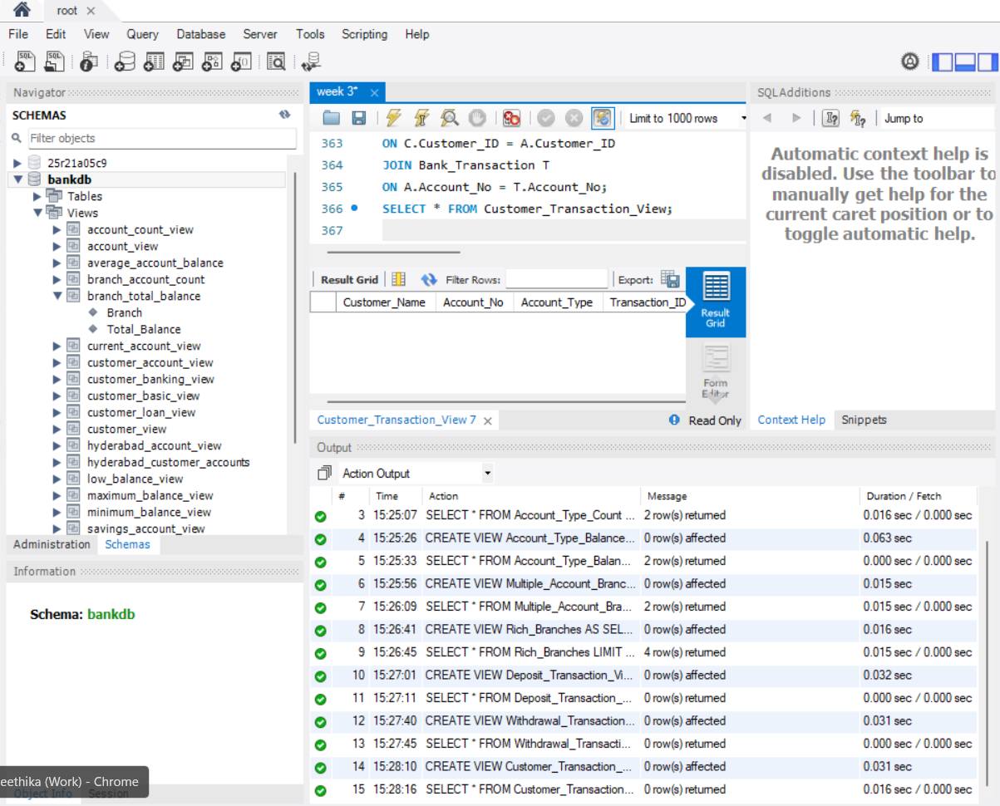 root
File Edit View Query Database Server Tools Scripting Help
Navigator
SCHEMAS
Filter objects
25r21a05c9
bankdb
Tables
Views
account_count_view
account_view
average_account_balance
branch_account_count
branch_total_balance
Branch
Total_Balance
current_account_view
customer_account_view
customer_banking_view
customer_basic_view
customer_loan_view
customer_view
hyderabad_account_view
hyderabad_customer_accounts
low_balance_view
maximum_balance_view
minimum_balance_view
savings_account_view
Administration Schemas
Information
Schema: bankdb
eethika (Work) - Chrome
Object Info Session
week 3*
Limit to 1000 rows
363 ON C.Customer_ID = A.Customer_ID
364 JOIN Bank_Transaction T
365 ON A.Account_No = T.Account_No;
366 SELECT * FROM Customer_Transaction_View;
367
Result Grid Filter Rows: Export:
Customer_Name Account_No Account_Type Transaction_ID
Result
Grid
Form
Editor
Customer_Transaction_View 7 Read Only
SQLAdditions
Jump to
Automatic context help is
disabled. Use the toolbar to
manually get help for the
current caret position or to
toggle automatic help.
Context Help Snippets
Output
Action Output
# Time Action Message Duration / Fetch
3 15:25:07 SELECT * FROM Account_Type_Count ... 2 row(s) returned 0.016 sec / 0.000 sec
4 15:25:26 CREATE VIEW Account_Type_Balance... 0 row(s) affected 0.063 sec
5 15:25:33 SELECT * FROM Account_Type_Balan... 2 row(s) returned 0.000 sec / 0.000 sec
6 15:25:56 CREATE VIEW Multiple_Account_Branc... 0 row(s) affected 0.015 sec
7 15:26:09 SELECT * FROM Multiple_Account_Bra... 2 row(s) returned 0.015 sec / 0.000 sec
8 15:26:41 CREATE VIEW Rich_Branches AS SEL... 0 row(s) affected 0.016 sec
9 15:26:45 SELECT * FROM Rich_Branches LIMIT ... 4 row(s) returned 0.015 sec / 0.000 sec
10 15:27:01 CREATE VIEW Deposit_Transaction_Vi... 0 row(s) affected 0.032 sec
11 15:27:11 SELECT * FROM Deposit_Transaction_... 0 row(s) returned 0.000 sec / 0.000 sec
12 15:27:40 CREATE VIEW Withdrawal_Transaction... 0 row(s) affected 0.031 sec
13 15:27:45 SELECT * FROM Withdrawal_Transacti... 0 row(s) returned 0.000 sec / 0.000 sec
14 15:28:10 CREATE VIEW Customer_Transaction_... 0 row(s) affected 0.031 sec
15 15:28:16 SELECT * FROM Customer_Transaction... 0 row(s) returned 0.016 sec / 0.000 sec